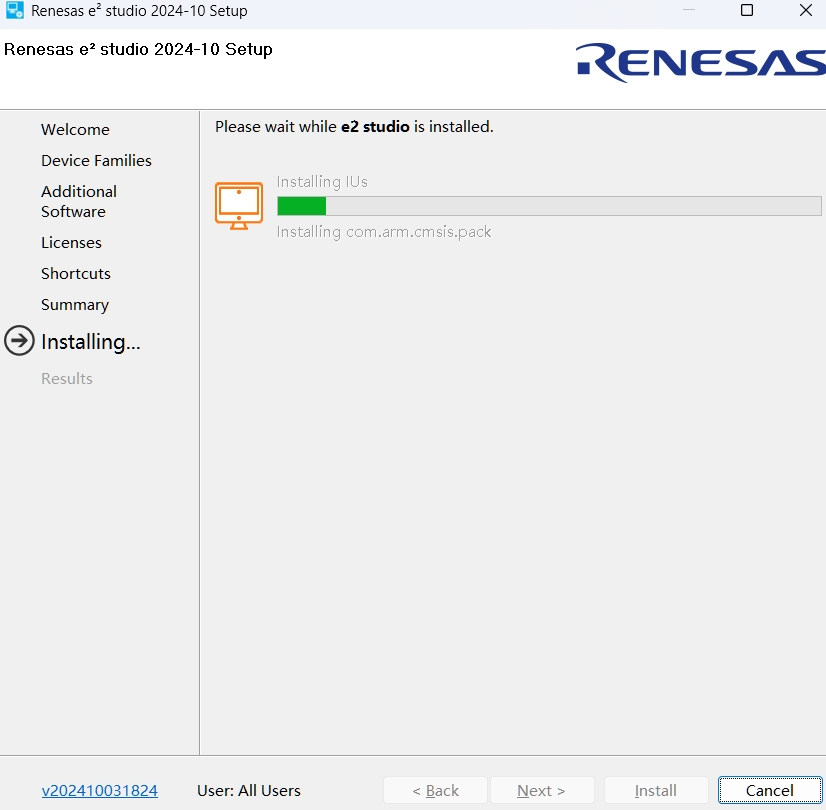 Renesas e² studio 2024-10 Setup
Renesas e² studio 2024-10 Setup
RENESAS
Please wait while e2 studio is installed.
Welcome
Device Families
Additional
Software
Licenses
Shortcuts
Summary
Installing...
Results
Installing IUs
Installing com.arm.cmsis.pack
v202410031824
User: All Users
< Back
Next >
Install
Cancel